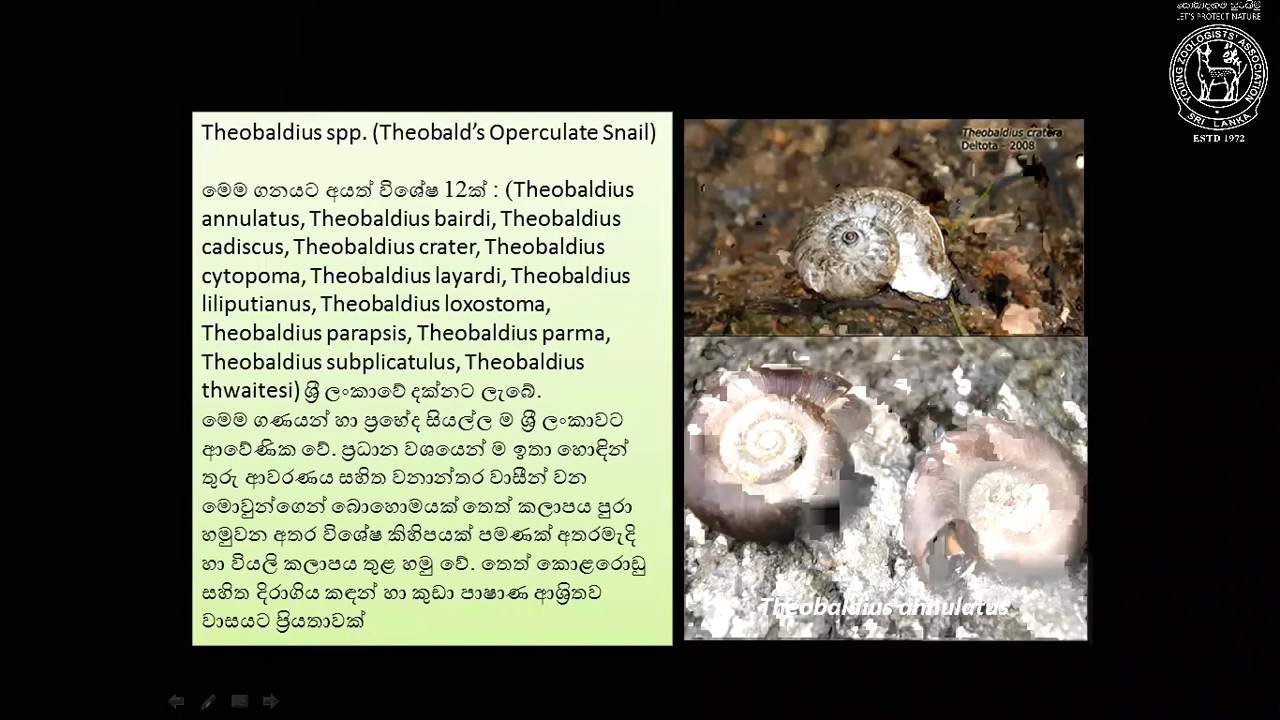 LET'S PROTECT NATURE
YOUNG ZOOLOGISTS' ASSOCIATION
SRI LANKA
ESTD 1972
Theobaldius spp. (Theobald's Operculate Snail)
මෙම ගනයට අයත් විශේෂ 12ක් : (Theobaldius
annulatus, Theobaldius bairdi, Theobaldius
cadiscus, Theobaldius crater, Theobaldius
cytopoma, Theobaldius layardi, Theobaldius
liliputianus, Theobaldius loxostoma,
Theobaldius parapsis, Theobaldius parma,
Theobaldius subplicatulus, Theobaldius
thwaitesi) ශ්‍රී ලංකාවේ දක්නට ලැබේ.
මෙම ගණයන් හා ප්‍රභේද සියල්ල ම ශ්‍රී ලංකාවට
ආවේණික වේ. ප්‍රධාන වශයෙන් ම ඉතා හොඳින්
තුරු ආවරණය සහිත වනාන්තර වාසීන් වන
මොවුන්ගෙන් බොහොමයක් තෙත් කලාපය පුරා
හමුවන අතර විශේෂ කිහිපයක් පමණක් අතරමැදි
හා වියලි කලාපය තුළ හමු වේ. තෙත් කොළරොඩු
සහිත දිරාගිය කඳන් හා කුඩා පාෂාණ ආශ්‍රිතව
වාසයට ප්‍රියතාවක්
Theobaldius cratera
Deltota - 2008
Theobaldius annulatus